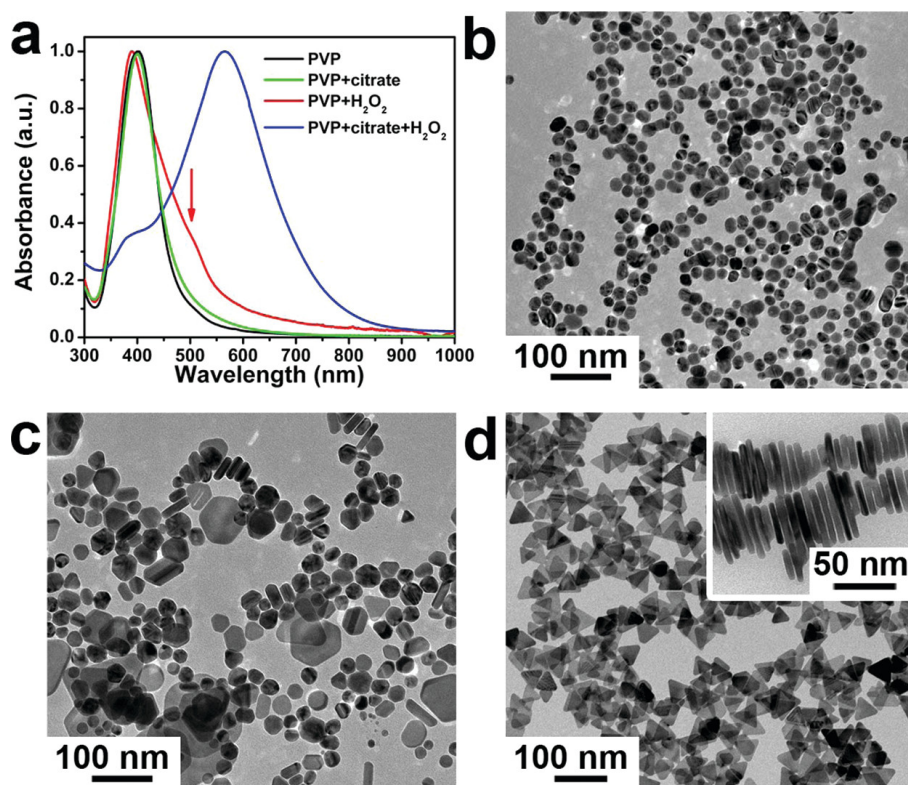 a
1.0
0.8
0.6
0.4
0.2
0.0
Absorbance (a.u.)
PVP
PVP+citrate
PVP+H₂O₂
PVP+citrate+H₂O₂
300 400 500 600 700 800 900 1000
Wavelength (nm)
b
100 nm
c
100 nm
d
50 nm
100 nm